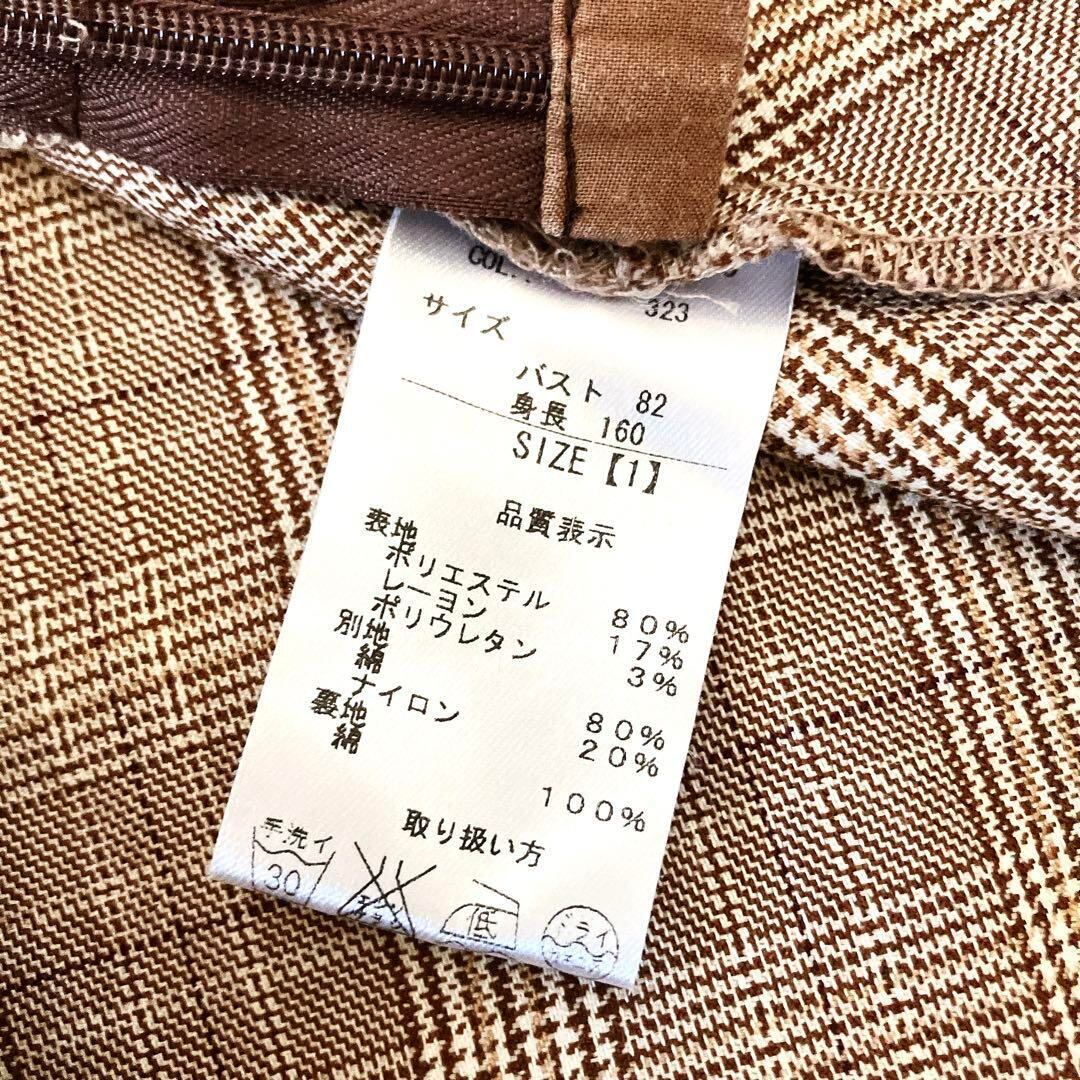 COL.
323
サイズ
バスト 82
身長 160
SIZE【1】
品質表示
表地
ポリエステル 80%
レーヨン 17%
ポリウレタン 3%
別地
綿 80%
ナイロン 20%
裏地
綿 100%
取り扱い方
手洗イ
30
低
ドライ